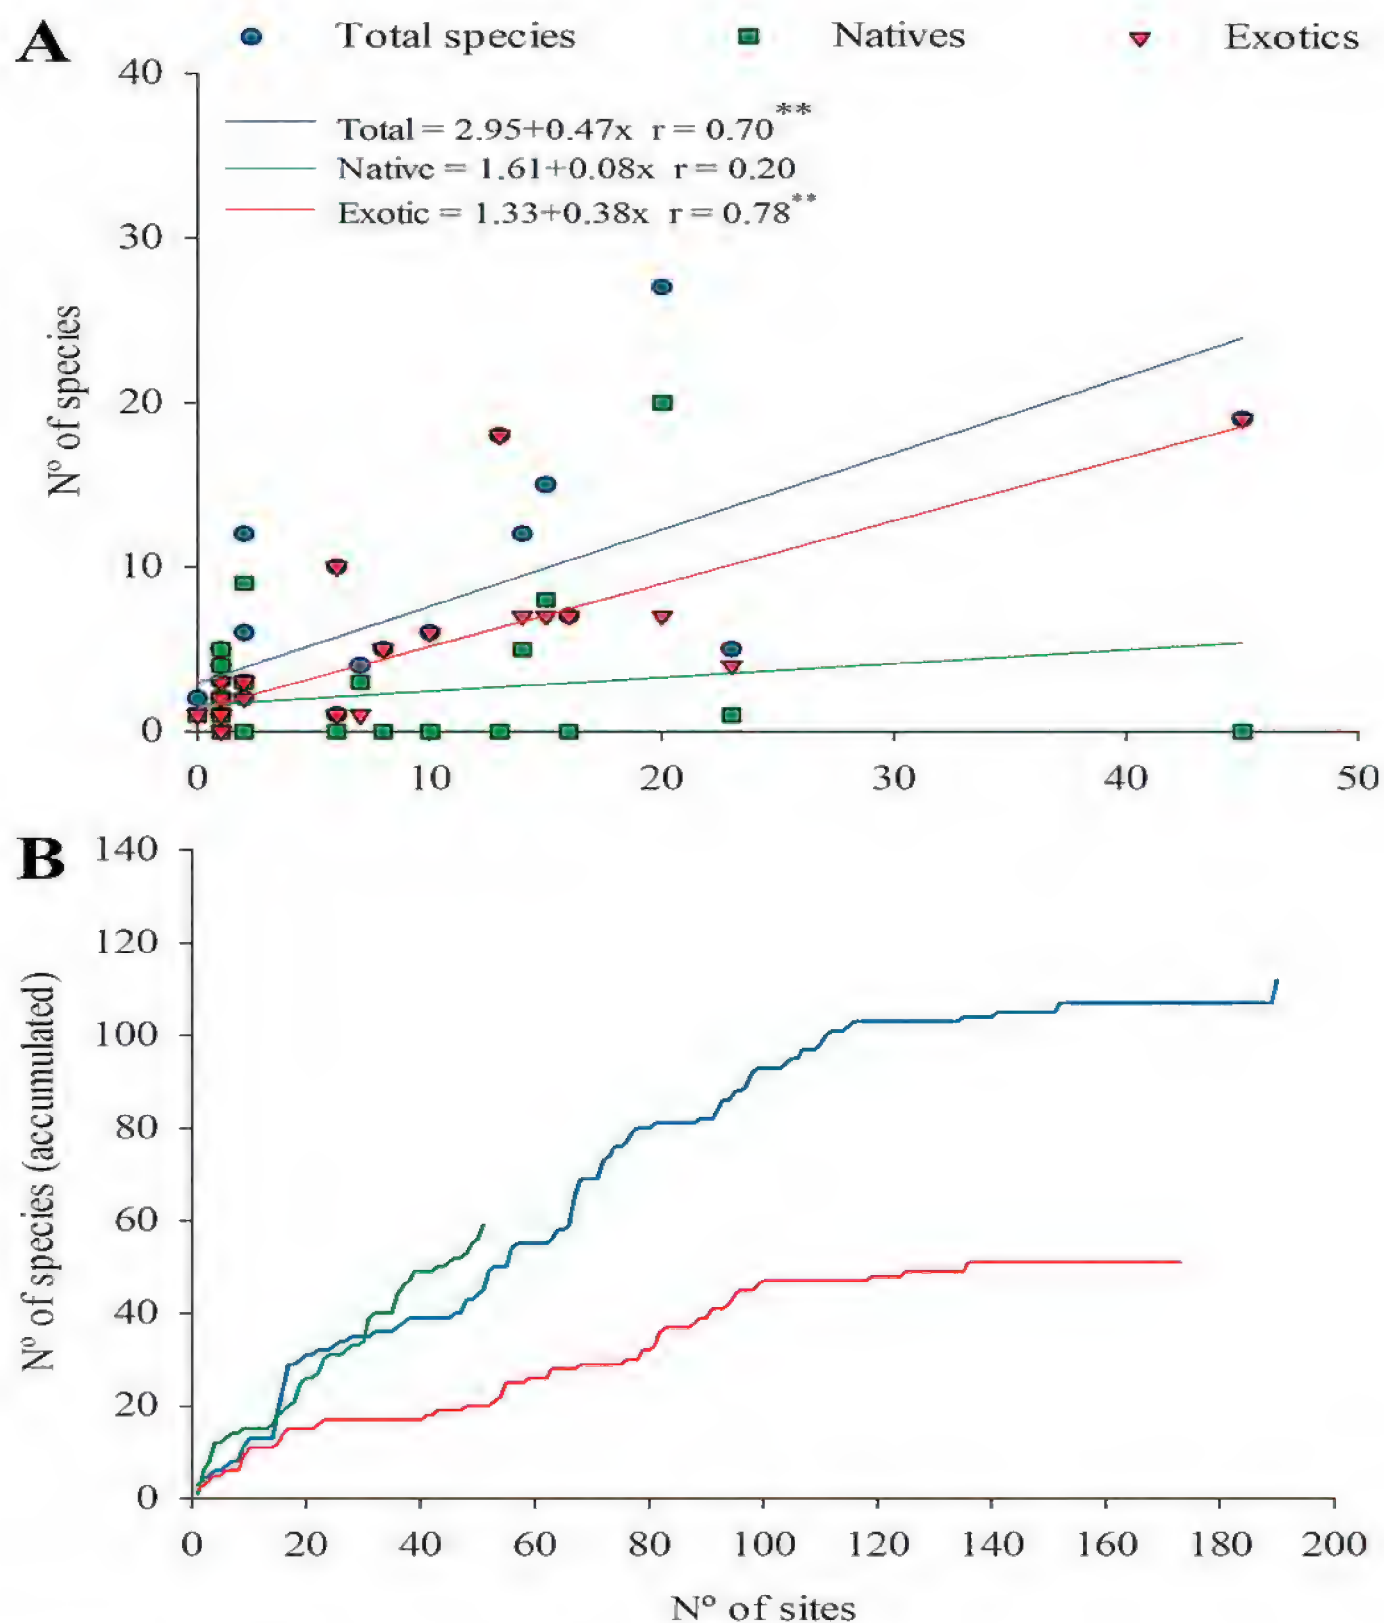 A
Total species
Natives
Exotics
40
30
20
10
0
Nº of species
Total = 2.95+0.47x r = 0.70**
Native = 1.61+0.08x r = 0.20
Exotic = 1.33+0.38x r = 0.78**
0 10 20 30 40 50
B
140
120
100
80
60
40
20
0
Nº of species (accumulated)
0 20 40 60 80 100 120 140 160 180 200
Nº of sites